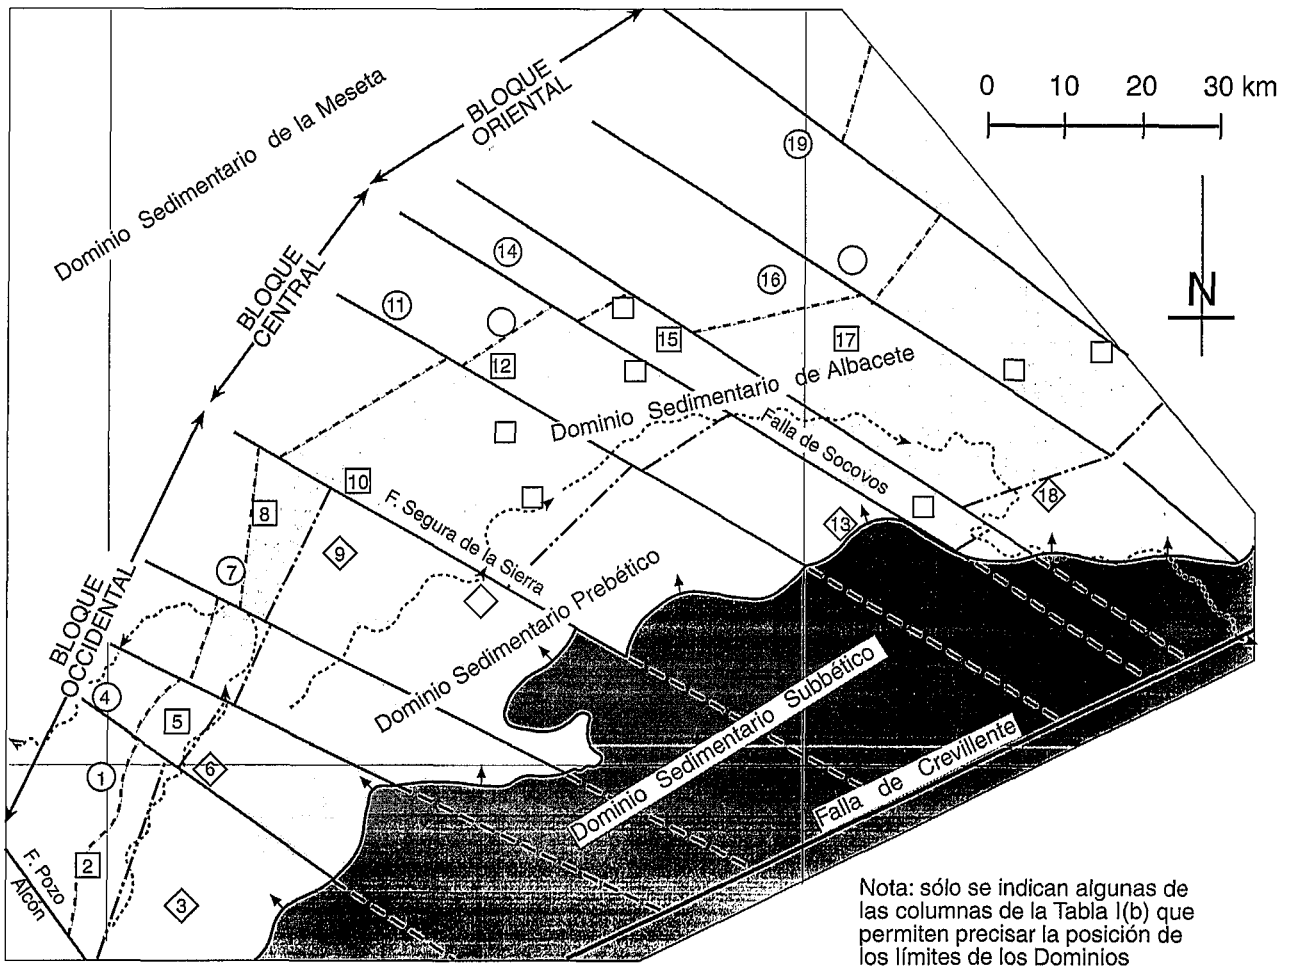 Dominio Sedimentario de la Meseta
BLOQUE
ORIENTAL
0 10 20 30 km
19
N
BLOQUE
CENTRAL
14
16
11
15
17
12
Dominio Sedimentario de Albacete
Falla de Socovos
10
8
F. Segura de la Sierra
18
13
9
7
BLOQUE
OCCIDENTAL
Dominio Sedimentario Prebético
4
5
6
1
Dominio Sedimentario Subbético
Falla de Crevillente
2
F. Pozo
Alcón
3
Nota: sólo se indican algunas de
las columnas de la Tabla I(b) que
permiten precisar la posición de
los límites de los Dominios